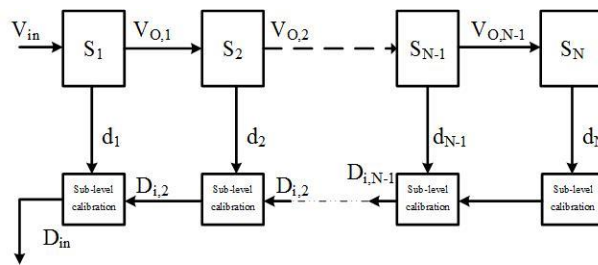 V_in
S_1
V_O,1
S_2
V_O,2
S_N-1
V_O,N-1
S_N
d_1
d_2
d_N-1
d_N
Sub-level
calibration
D_i,2
Sub-level
calibration
D_i,2
D_i,N-1
Sub-level
calibration
Sub-level
calibration
D_in